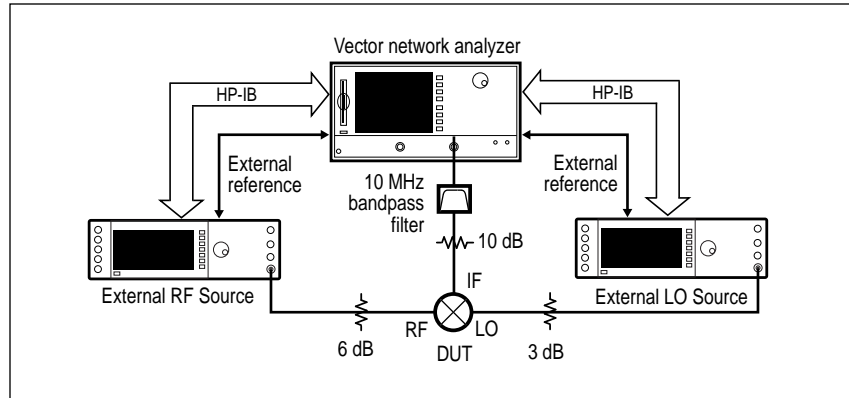 Vector network analyzer
HP-IB
HP-IB
External
reference
External
reference
10 MHz
bandpass
filter
10 dB
External RF Source
External LO Source
IF
RF
LO
6 dB
DUT
3 dB